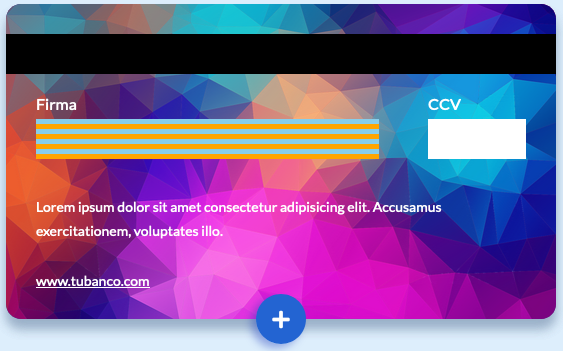 Firma
CCV
Lorem ipsum dolor sit amet consectetur adipisicing elit. Accusamus
exercitationem, voluptates illo.
www.tubanco.com